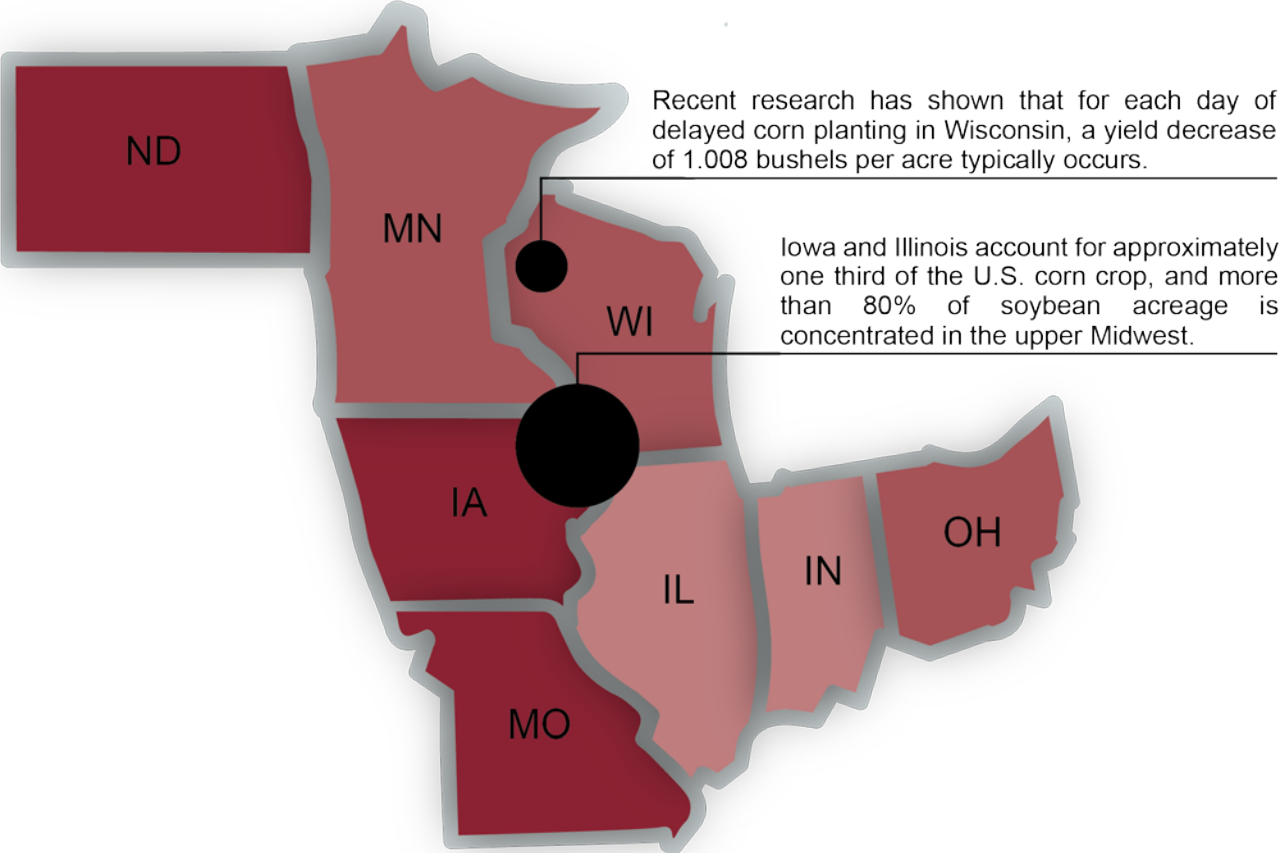 Recent research has shown that for each day of
delayed corn planting in Wisconsin, a yield decrease
of 1.008 bushels per acre typically occurs.
Iowa and Illinois account for approximately
one third of the U.S. corn crop, and more
than 80% of soybean acreage is
concentrated in the upper Midwest.
ND
MN
WI
IA
IL
IN
OH
MO